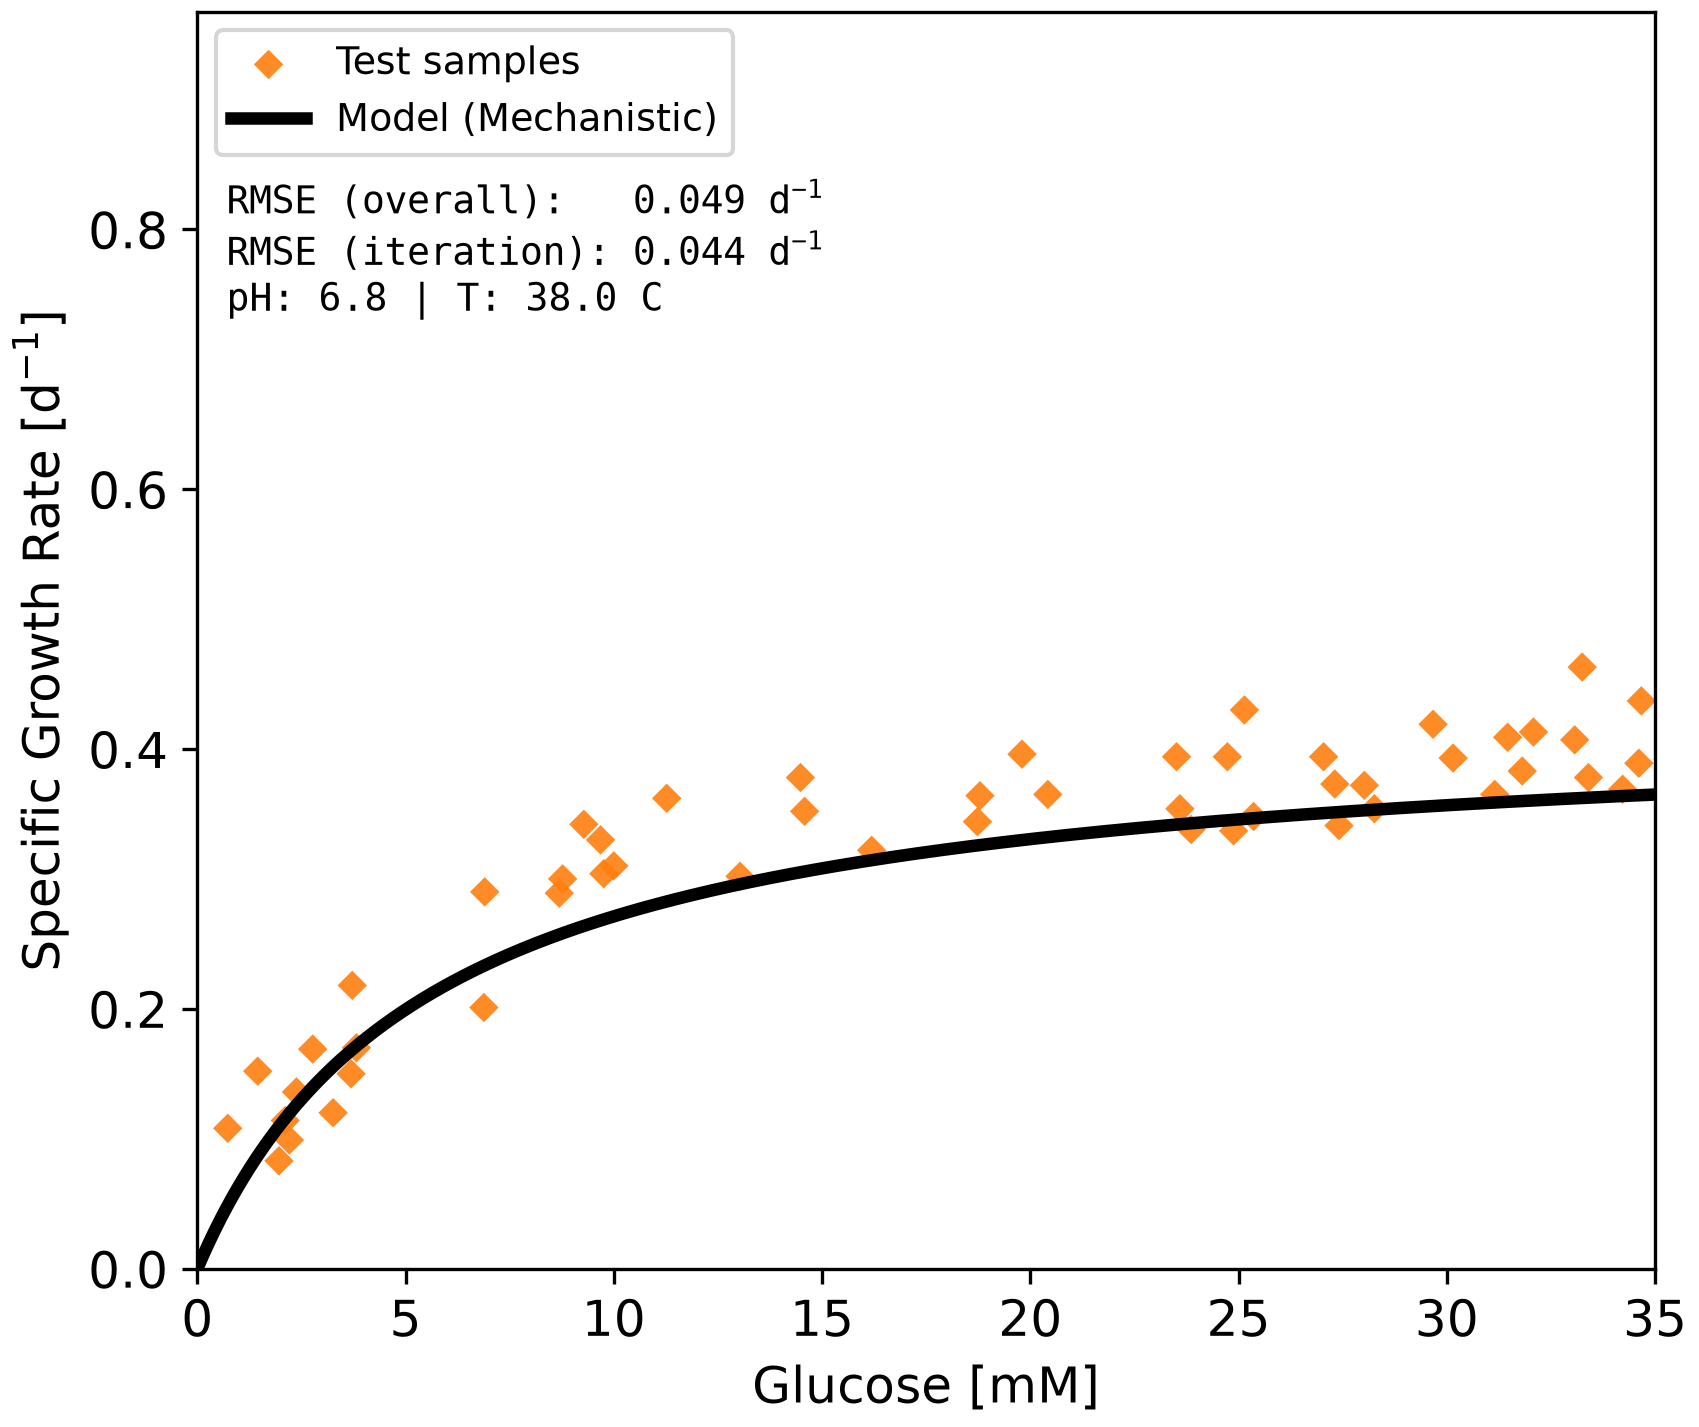 Test samples
Model (Mechanistic)
RMSE (overall):   0.049 d⁻¹
RMSE (iteration): 0.044 d⁻¹
pH: 6.8 | T: 38.0 C
Specific Growth Rate [d⁻¹]
0.8
0.6
0.4
0.2
0.0
0 5 10 15 20 25 30 35
Glucose [mM]